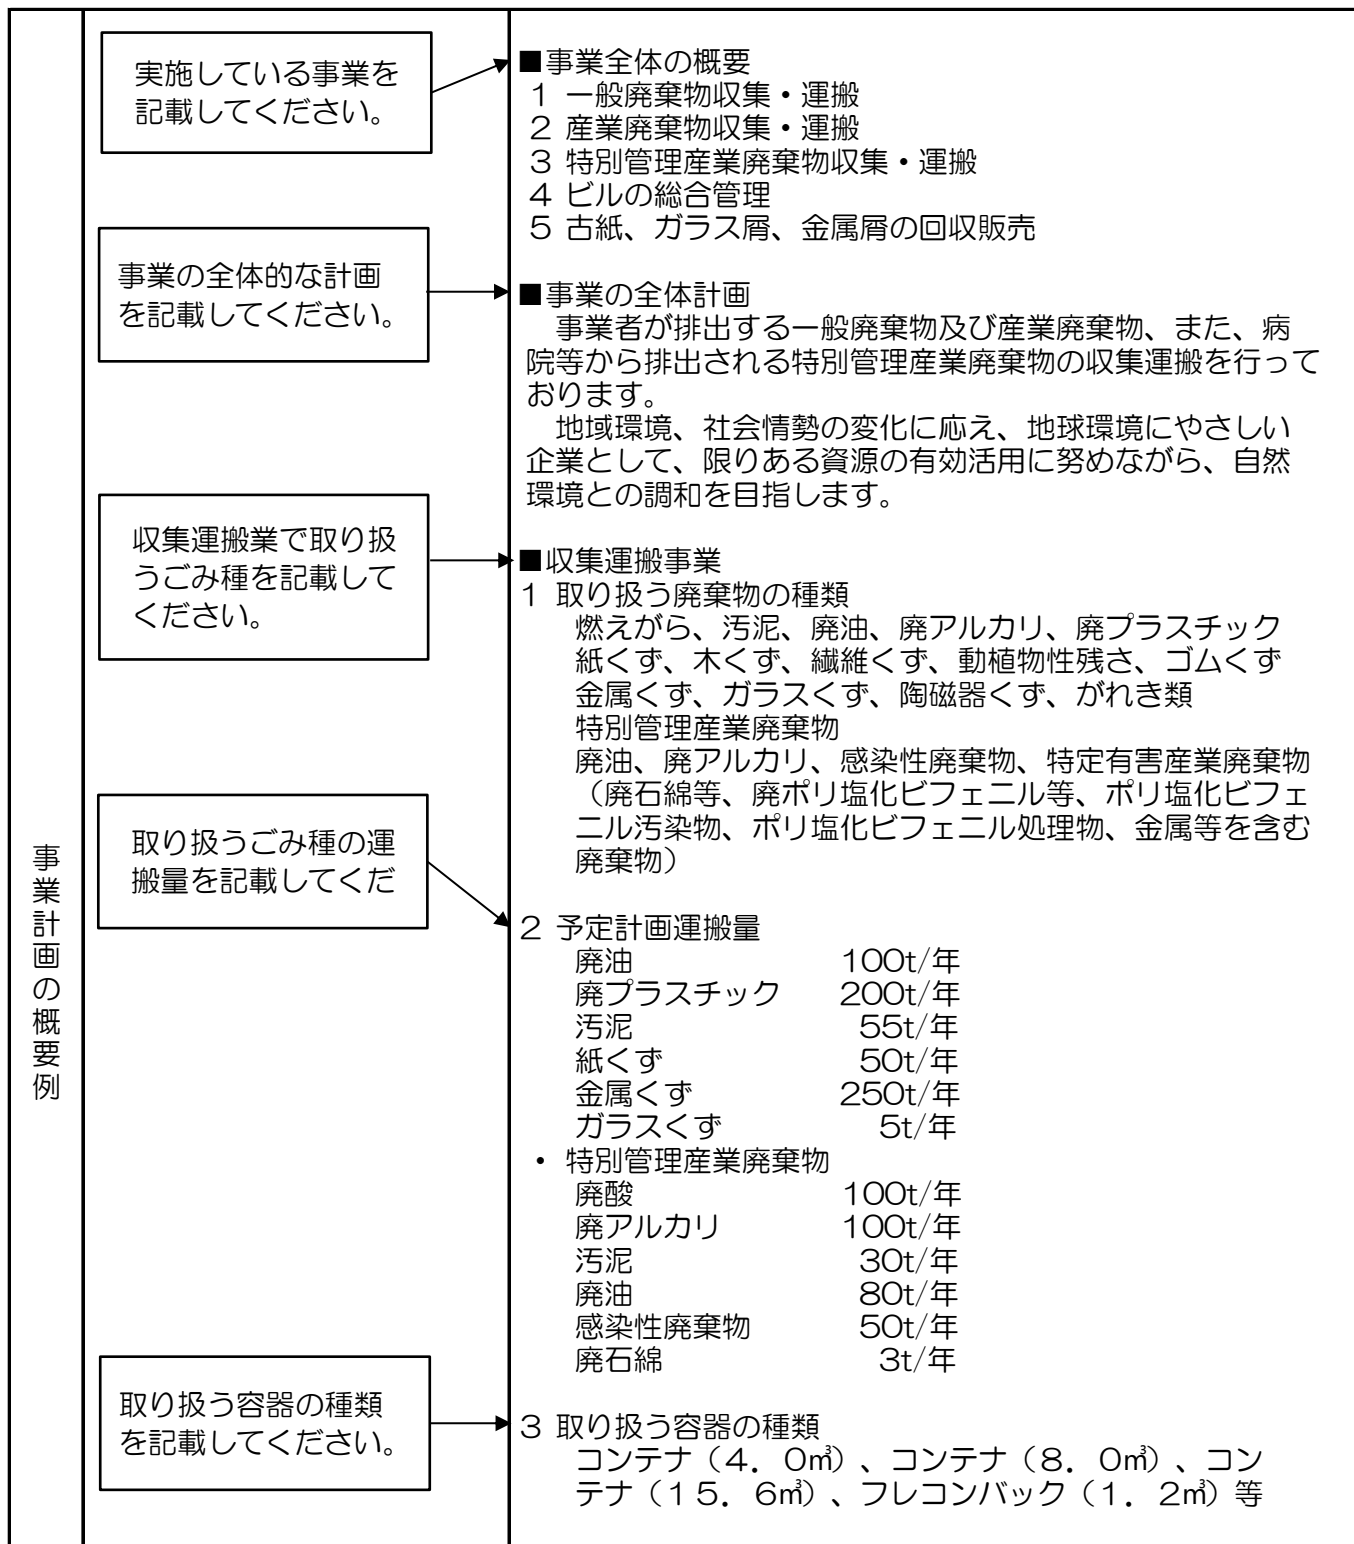 事業計画の概要例
実施している事業を
記載してください。
■事業全体の概要
１ 一般廃棄物収集・運搬
２ 産業廃棄物収集・運搬
３ 特別管理産業廃棄物収集・運搬
４ ビルの総合管理
５ 古紙、ガラス屑、金属屑の回収販売
事業の全体的な計画
を記載してください。
■事業の全体計画
事業者が排出する一般廃棄物及び産業廃棄物、また、病
院等から排出される特別管理産業廃棄物の収集運搬を行って
おります。
地域環境、社会情勢の変化に応え、地球環境にやさしい
企業として、限りある資源の有効活用に努めながら、自然
環境との調和を目指します。
収集運搬業で取り扱
うごみ種を記載して
ください。
■収集運搬事業
１ 取り扱う廃棄物の種類
燃えがら、汚泥、廃油、廃アルカリ、廃プラスチック
紙くず、木くず、繊維くず、動植物性残さ、ゴムくず
金属くず、ガラスくず、陶磁器くず、がれき類
特別管理産業廃棄物
廃油、廃アルカリ、感染性廃棄物、特定有害産業廃棄物
（廃石綿等、廃ポリ塩化ビフェニル等、ポリ塩化ビフェ
ニル汚染物、ポリ塩化ビフェニル処理物、金属等を含む
廃棄物）
取り扱うごみ種の運
搬量を記載してくだ
２ 予定計画運搬量
廃油 100t/年
廃プラスチック 200t/年
汚泥 55t/年
紙くず 50t/年
金属くず 250t/年
ガラスくず 5t/年
・ 特別管理産業廃棄物
廃酸 100t/年
廃アルカリ 100t/年
汚泥 30t/年
廃油 80t/年
感染性廃棄物 50t/年
廃石綿 3t/年
取り扱う容器の種類
を記載してください。
３ 取り扱う容器の種類
コンテナ（４．０㎥）、コンテナ（８．０㎥）、コン
テナ（１５．６㎥）、フレコンバック（１．２㎥）等